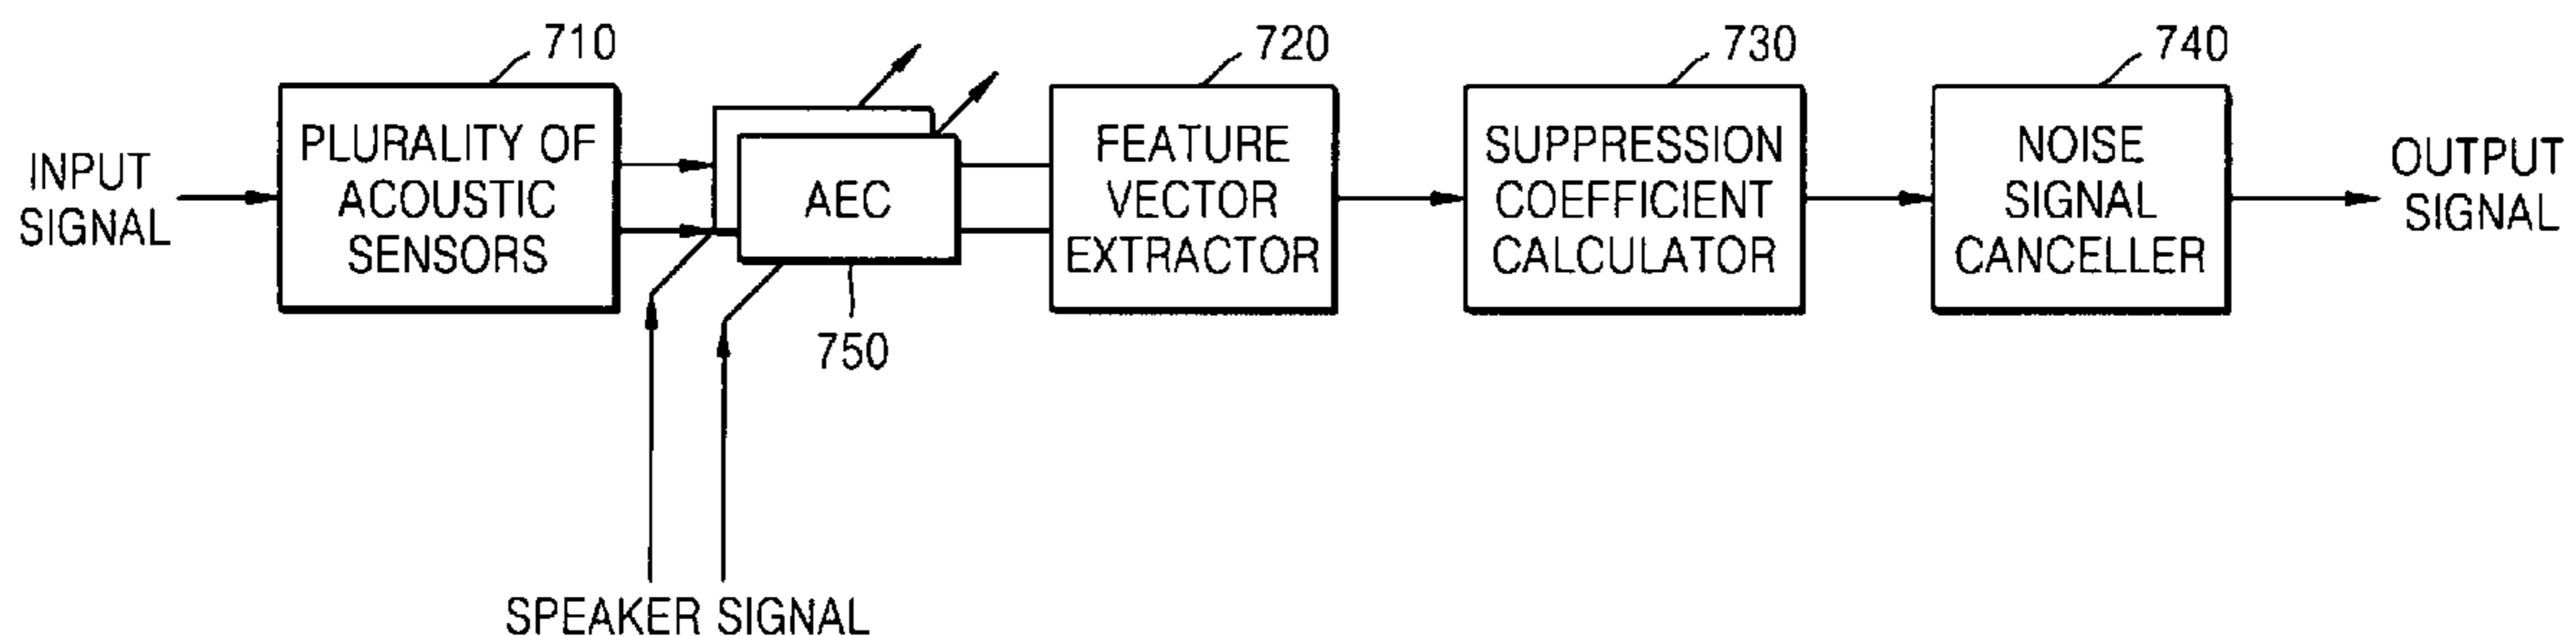 710
720
730
740
INPUT
SIGNAL
PLURALITY OF
ACOUSTIC
SENSORS
AEC
750
FEATURE
VECTOR
EXTRACTOR
SUPPRESSION
COEFFICIENT
CALCULATOR
NOISE
SIGNAL
CANCELLER
OUTPUT
SIGNAL
SPEAKER SIGNAL